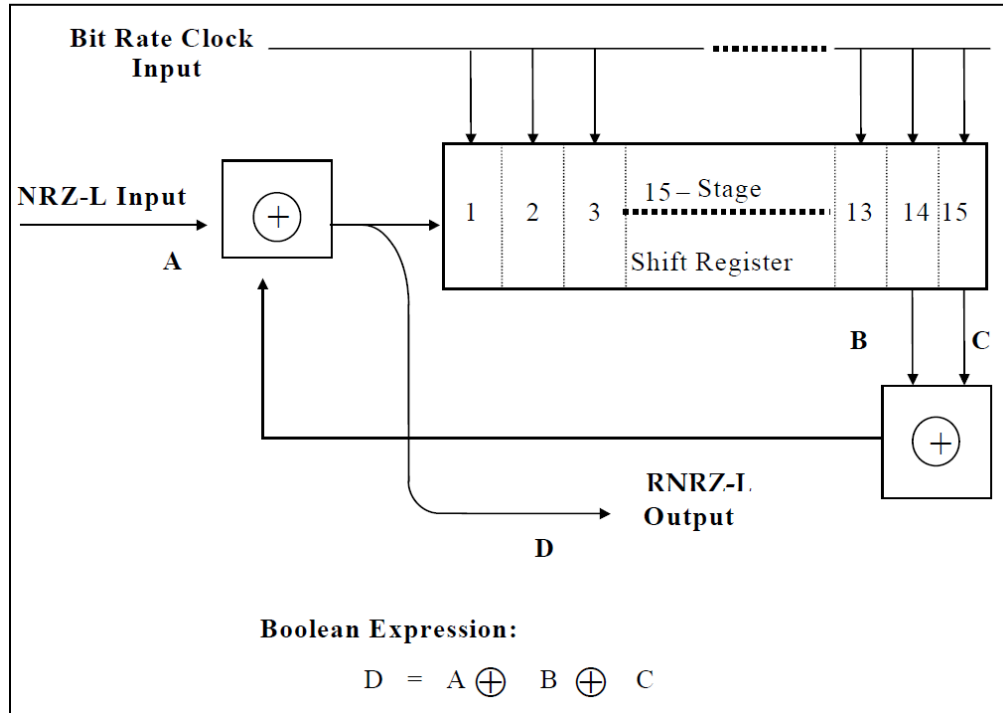 Bit Rate Clock
Input
NRZ-L Input
A
⊕
1 2 3 15 – Stage 13 14 15
Shift Register
B C
⊕
RNRZ-L
Output
D
Boolean Expression:
D = A ⊕ B ⊕ C